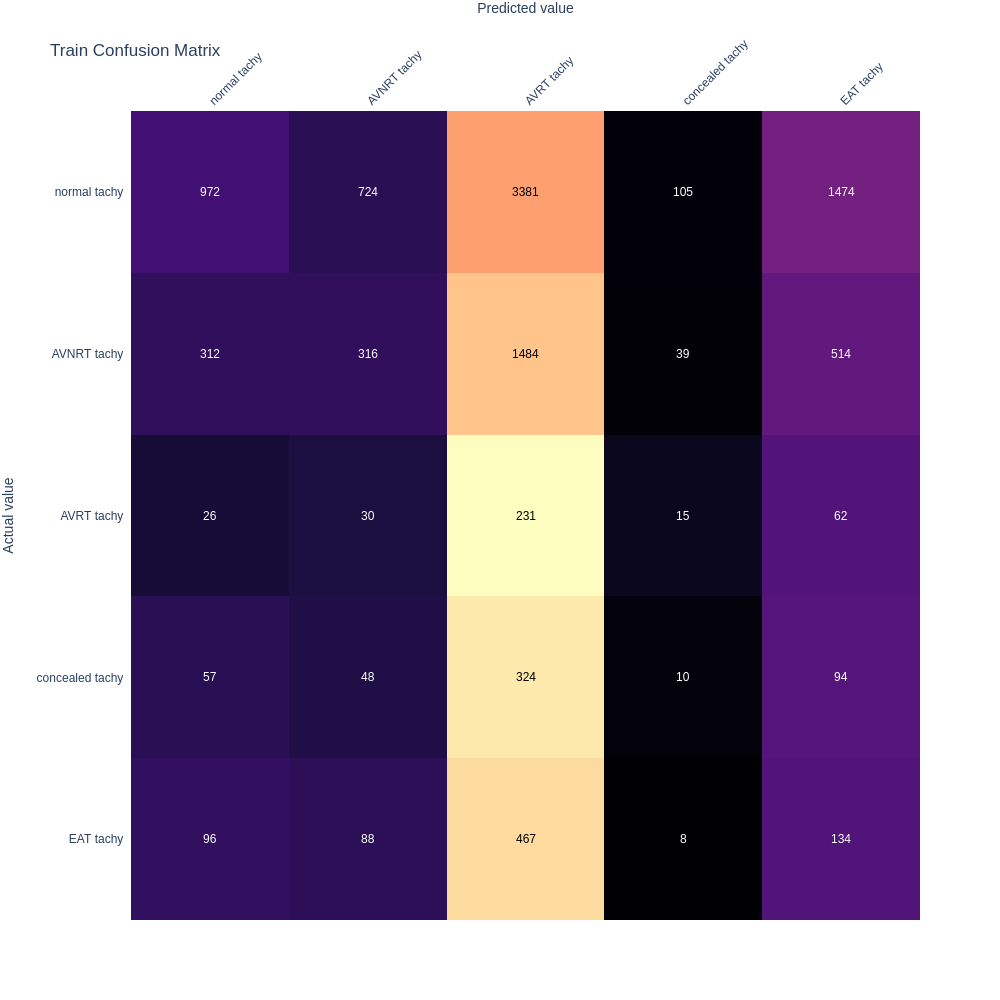 Predicted value
Train Confusion Matrix
normal tachy AVNRT tachy AVRT tachy concealed tachy EAT tachy
normal tachy 972 724 3381 105 1474
AVNRT tachy 312 316 1484 39 514
Actual value
AVRT tachy 26 30 231 15 62
concealed tachy 57 48 324 10 94
EAT tachy 96 88 467 8 134